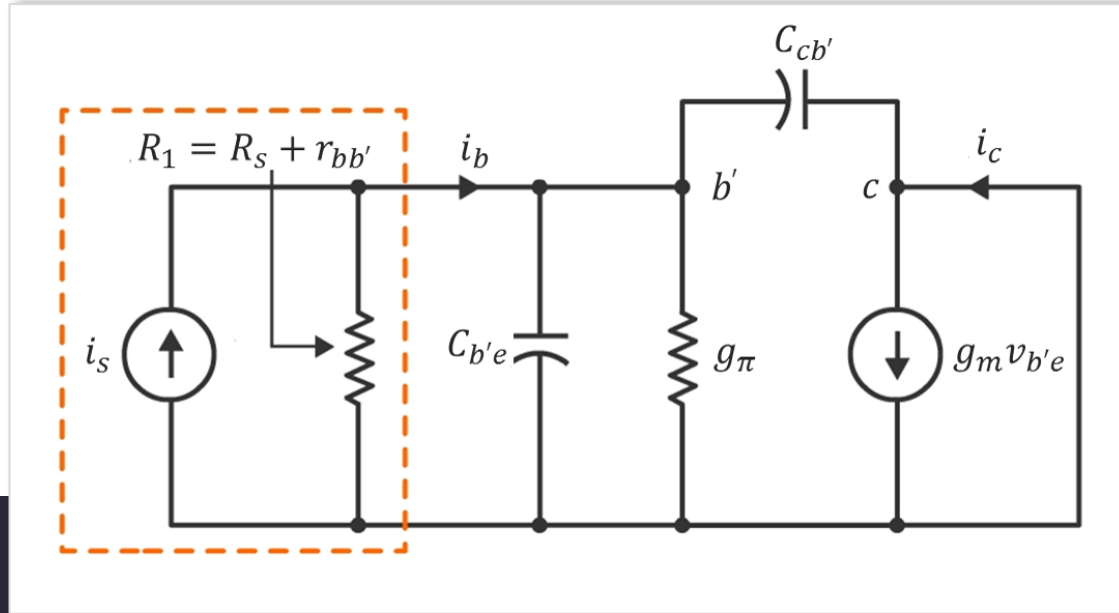 C_{cb'}
R_1 = R_s + r_{bb'}
i_b
i_c
b'
c
i_s
C_{b'e}
g_π
g_m v_{b'e}